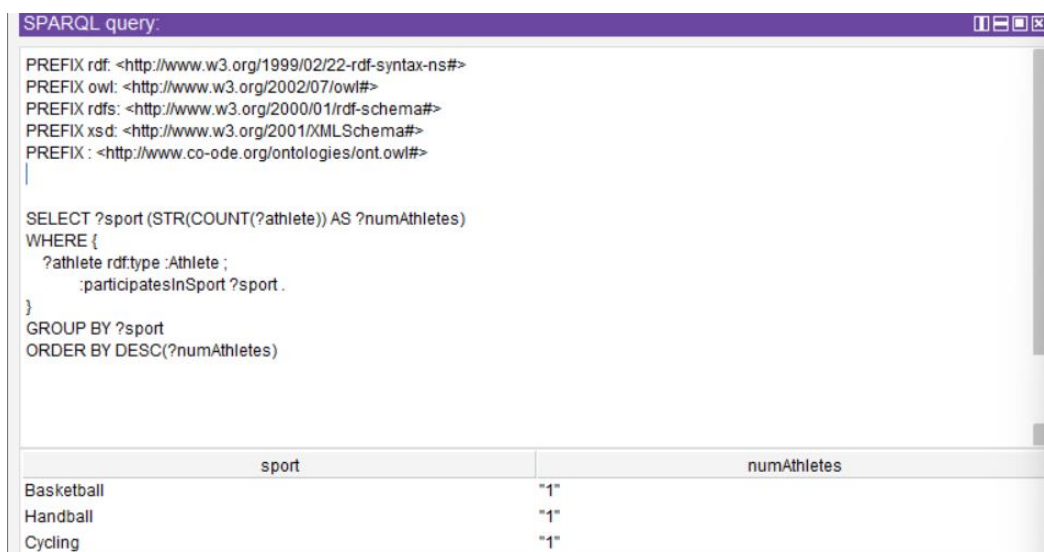 SPARQL query:
PREFIX rdf: <http://www.w3.org/1999/02/22-rdf-syntax-ns#>
PREFIX owl: <http://www.w3.org/2002/07/owl#>
PREFIX rdfs: <http://www.w3.org/2000/01/rdf-schema#>
PREFIX xsd: <http://www.w3.org/2001/XMLSchema#>
PREFIX : <http://www.co-ode.org/ontologies/ont.owl#>
SELECT ?sport (STR(COUNT(?athlete)) AS ?numAthletes)
WHERE {
?athlete rdf:type :Athlete ;
:participatesInSport ?sport .
}
GROUP BY ?sport
ORDER BY DESC(?numAthletes)
sport numAthletes
Basketball "1"
Handball "1"
Cycling "1"